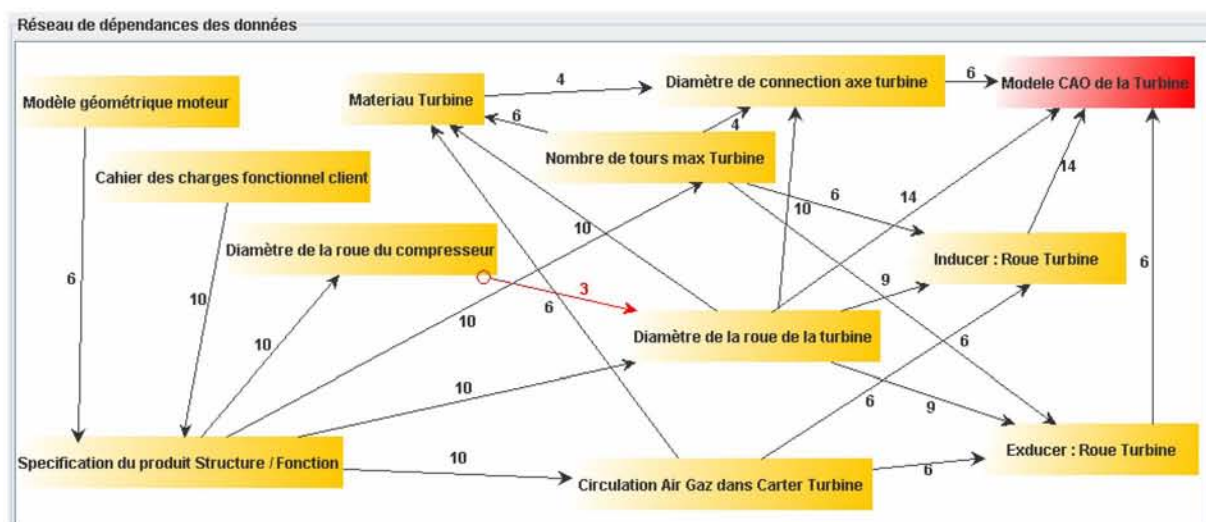 Réseau de dépendances des données
Modèle géométrique moteur
Materiau Turbine
4
Diamètre de connection axe turbine
6
Modele CAO de la Turbine
6
4
Nombre de tours max Turbine
Cahier des charges fonctionnel client
6
14
14
10
10
Diamètre de la roue du compresseur
6
10
Inducer : Roue Turbine
6
3
9
6
10
10
Diamètre de la roue de la turbine
6
10
6
9
Specification du produit Structure / Fonction
10
Circulation Air Gaz dans Carter Turbine
6
Exducer : Roue Turbine